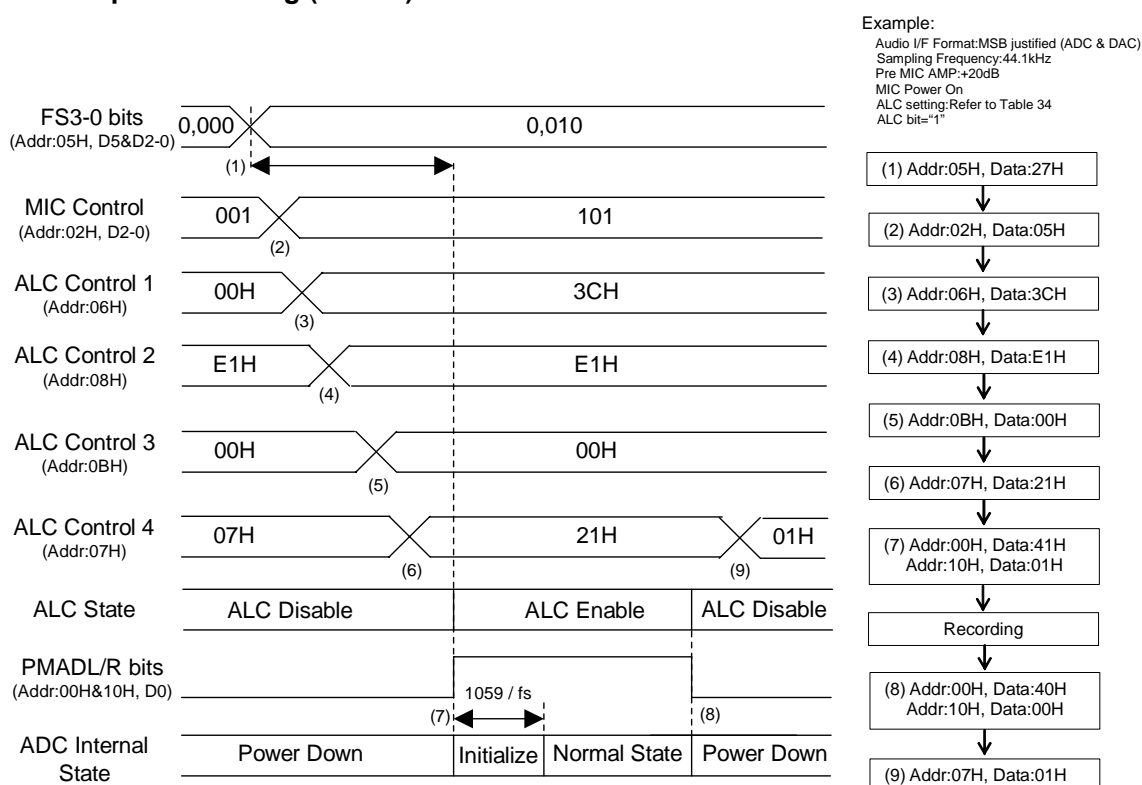 Example:
Audio I/F Format:MSB justified (ADC & DAC)
Sampling Frequency:44.1kHz
Pre MIC AMP:+20dB
MIC Power On
ALC setting:Refer to Table 34
ALC bit="1"
FS3-0 bits
(Addr:05H, D5&D2-0)
0,000
0,010
(1)
MIC Control
(Addr:02H, D2-0)
001
101
(2)
ALC Control 1
(Addr:06H)
00H
3CH
(3)
ALC Control 2
(Addr:08H)
E1H
E1H
(4)
ALC Control 3
(Addr:0BH)
00H
00H
(5)
ALC Control 4
(Addr:07H)
07H
21H
01H
(6)
(9)
ALC State
ALC Disable
ALC Enable
ALC Disable
PMADL/R bits
(Addr:00H&10H, D0)
1059 / fs
(7)
(8)
ADC Internal
State
Power Down
Initialize
Normal State
Power Down
(1) Addr:05H, Data:27H
(2) Addr:02H, Data:05H
(3) Addr:06H, Data:3CH
(4) Addr:08H, Data:E1H
(5) Addr:0BH, Data:00H
(6) Addr:07H, Data:21H
(7) Addr:00H, Data:41H
Addr:10H, Data:01H
Recording
(8) Addr:00H, Data:40H
Addr:10H, Data:00H
(9) Addr:07H, Data:01H